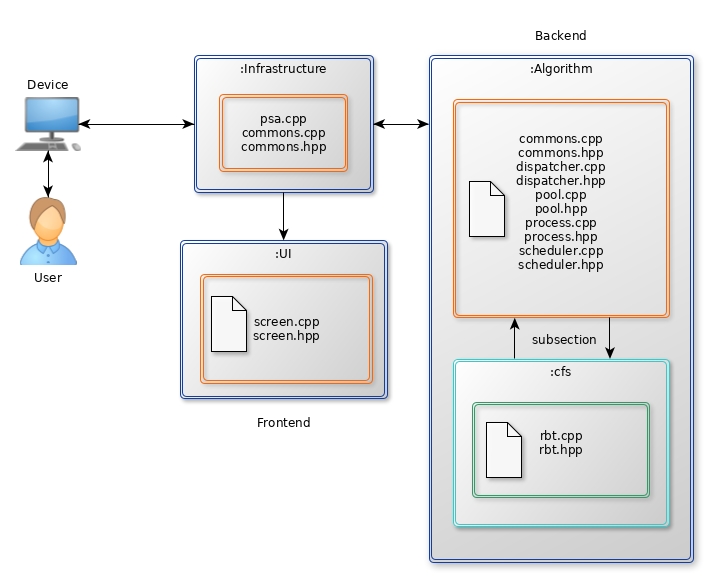 Backend
Device
:Infrastructure
psa.cpp
commons.cpp
commons.hpp
:Algorithm
commons.cpp
commons.hpp
dispatcher.cpp
dispatcher.hpp
pool.cpp
pool.hpp
process.cpp
process.hpp
scheduler.cpp
scheduler.hpp
User
:UI
screen.cpp
screen.hpp
Frontend
subsection
:cfs
rbt.cpp
rbt.hpp